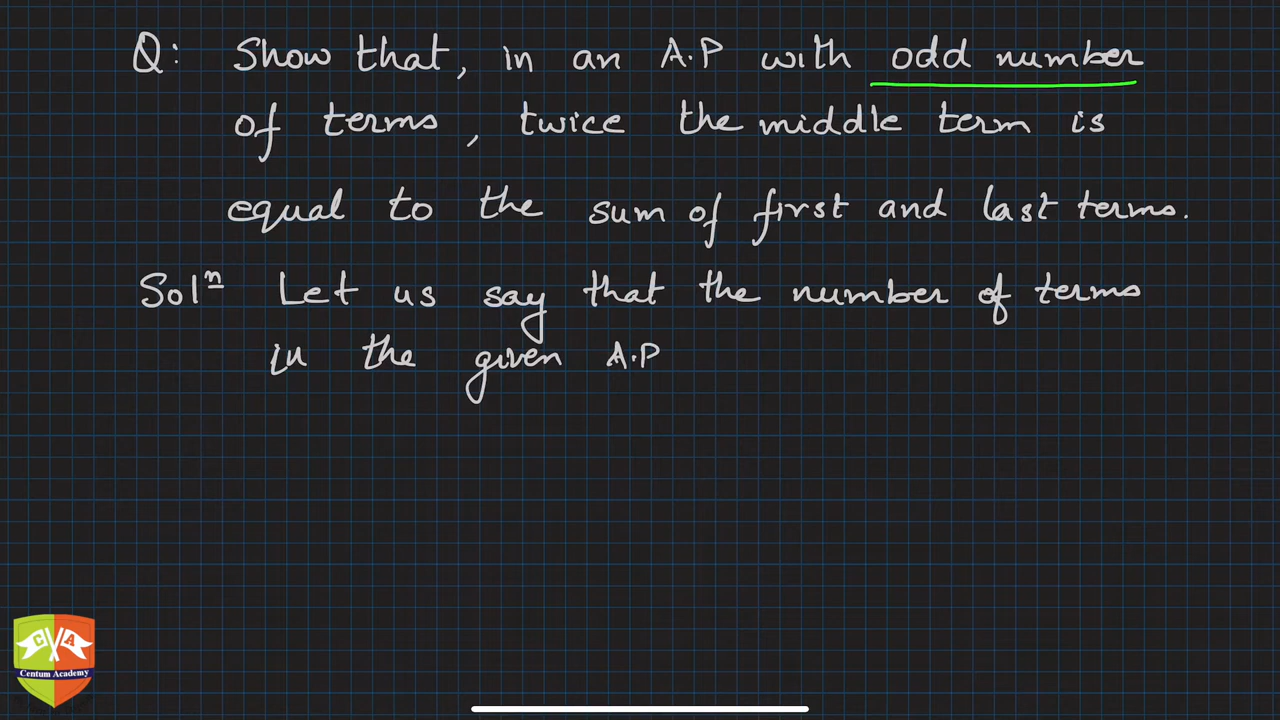 Q: Show that, in an A.P with odd number
of terms, twice the middle term is
equal to the sum of first and last terms.
Solⁿ Let us say that the number of terms
in the given A.P
C A
Centum Academy